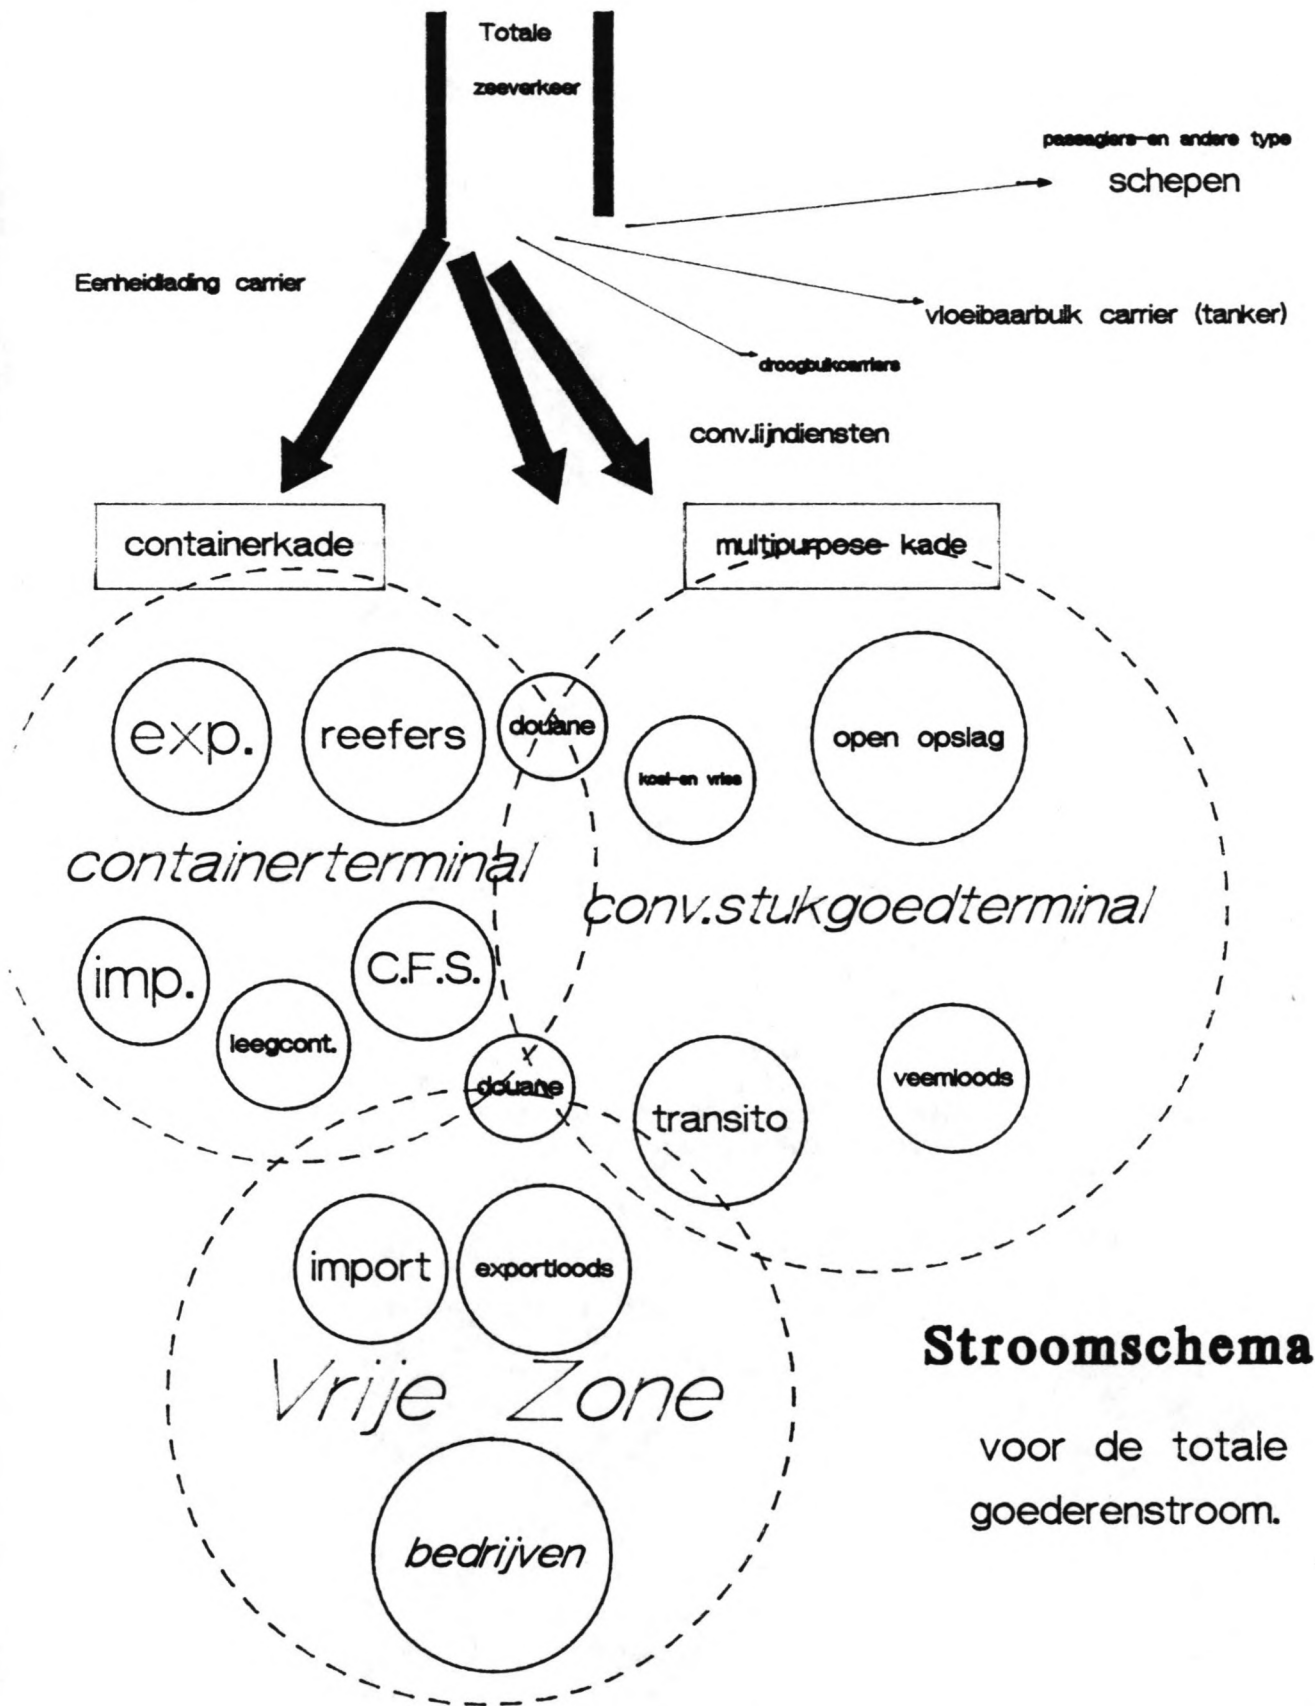 Totale
zeeverkeer
passagiers-en andere type
schepen
Eenheidlading carrier
vloeibaarbulk carrier (tanker)
droogbulkcarriers
conv.lijndiensten
containerkade
multipurpose-kade
exp.
reefers
douane
koel-en vries
open opslag
containerterminal
conv.stukgoedterminal
imp.
C.F.S.
leegcont.
douane
transito
veemloods
import
exportloods
Vrije Zone
bedrijven
Stroomschema
voor de totale
goederenstroom.